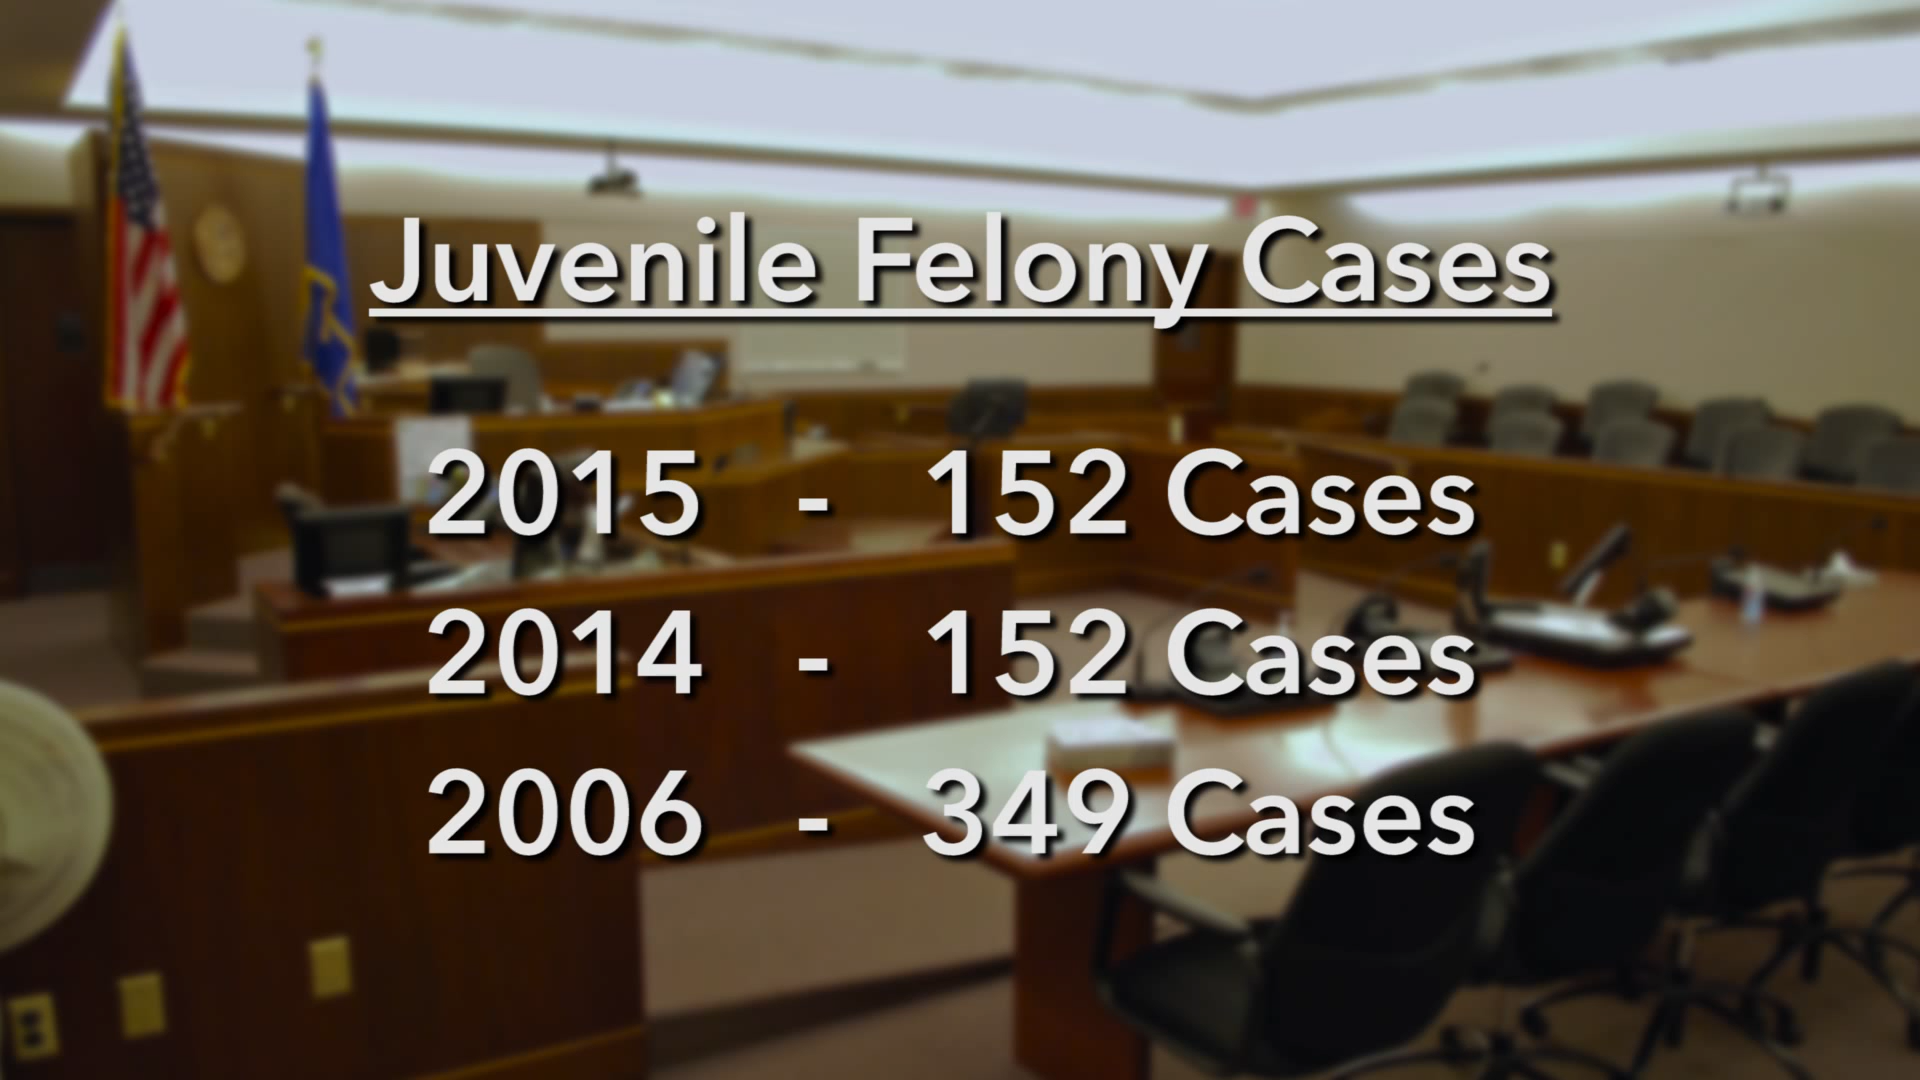 Juvenile Felony Cases
2015 - 152 Cases
2014 - 152 Cases
2006 - 349 Cases